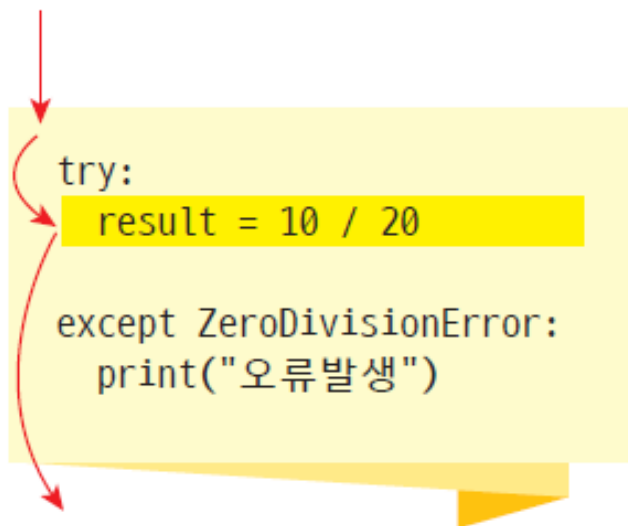 try:
  result = 10 / 20
except ZeroDivisionError:
  print("오류발생")